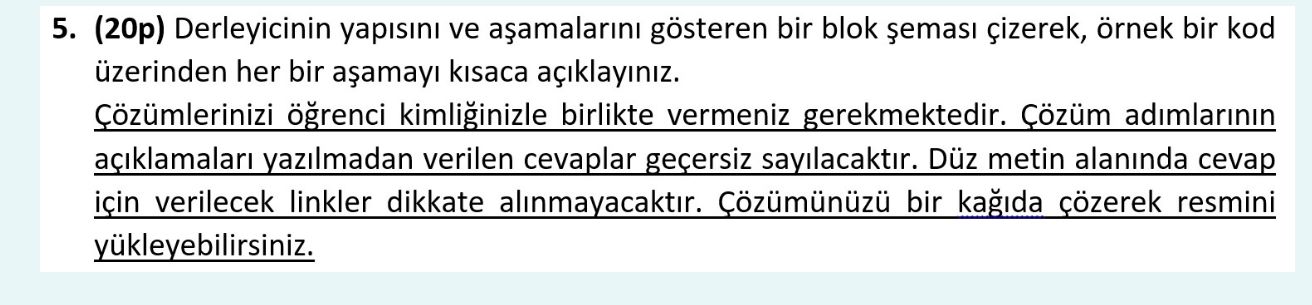 5. (20p) Derleyicinin yapısını ve aşamalarını gösteren bir blok şeması çizerek, örnek bir kod
üzerinden her bir aşamayı kısaca açıklayınız.
Çözümlerinizi öğrenci kimliğinizle birlikte vermeniz gerekmektedir. Çözüm adımlarının
açıklamaları yazılmadan verilen cevaplar geçersiz sayılacaktır. Düz metin alanında cevap
için verilecek linkler dikkate alınmayacaktır. Çözümünüzü bir kağıda çözerek resmini
yükleyebilirsiniz.